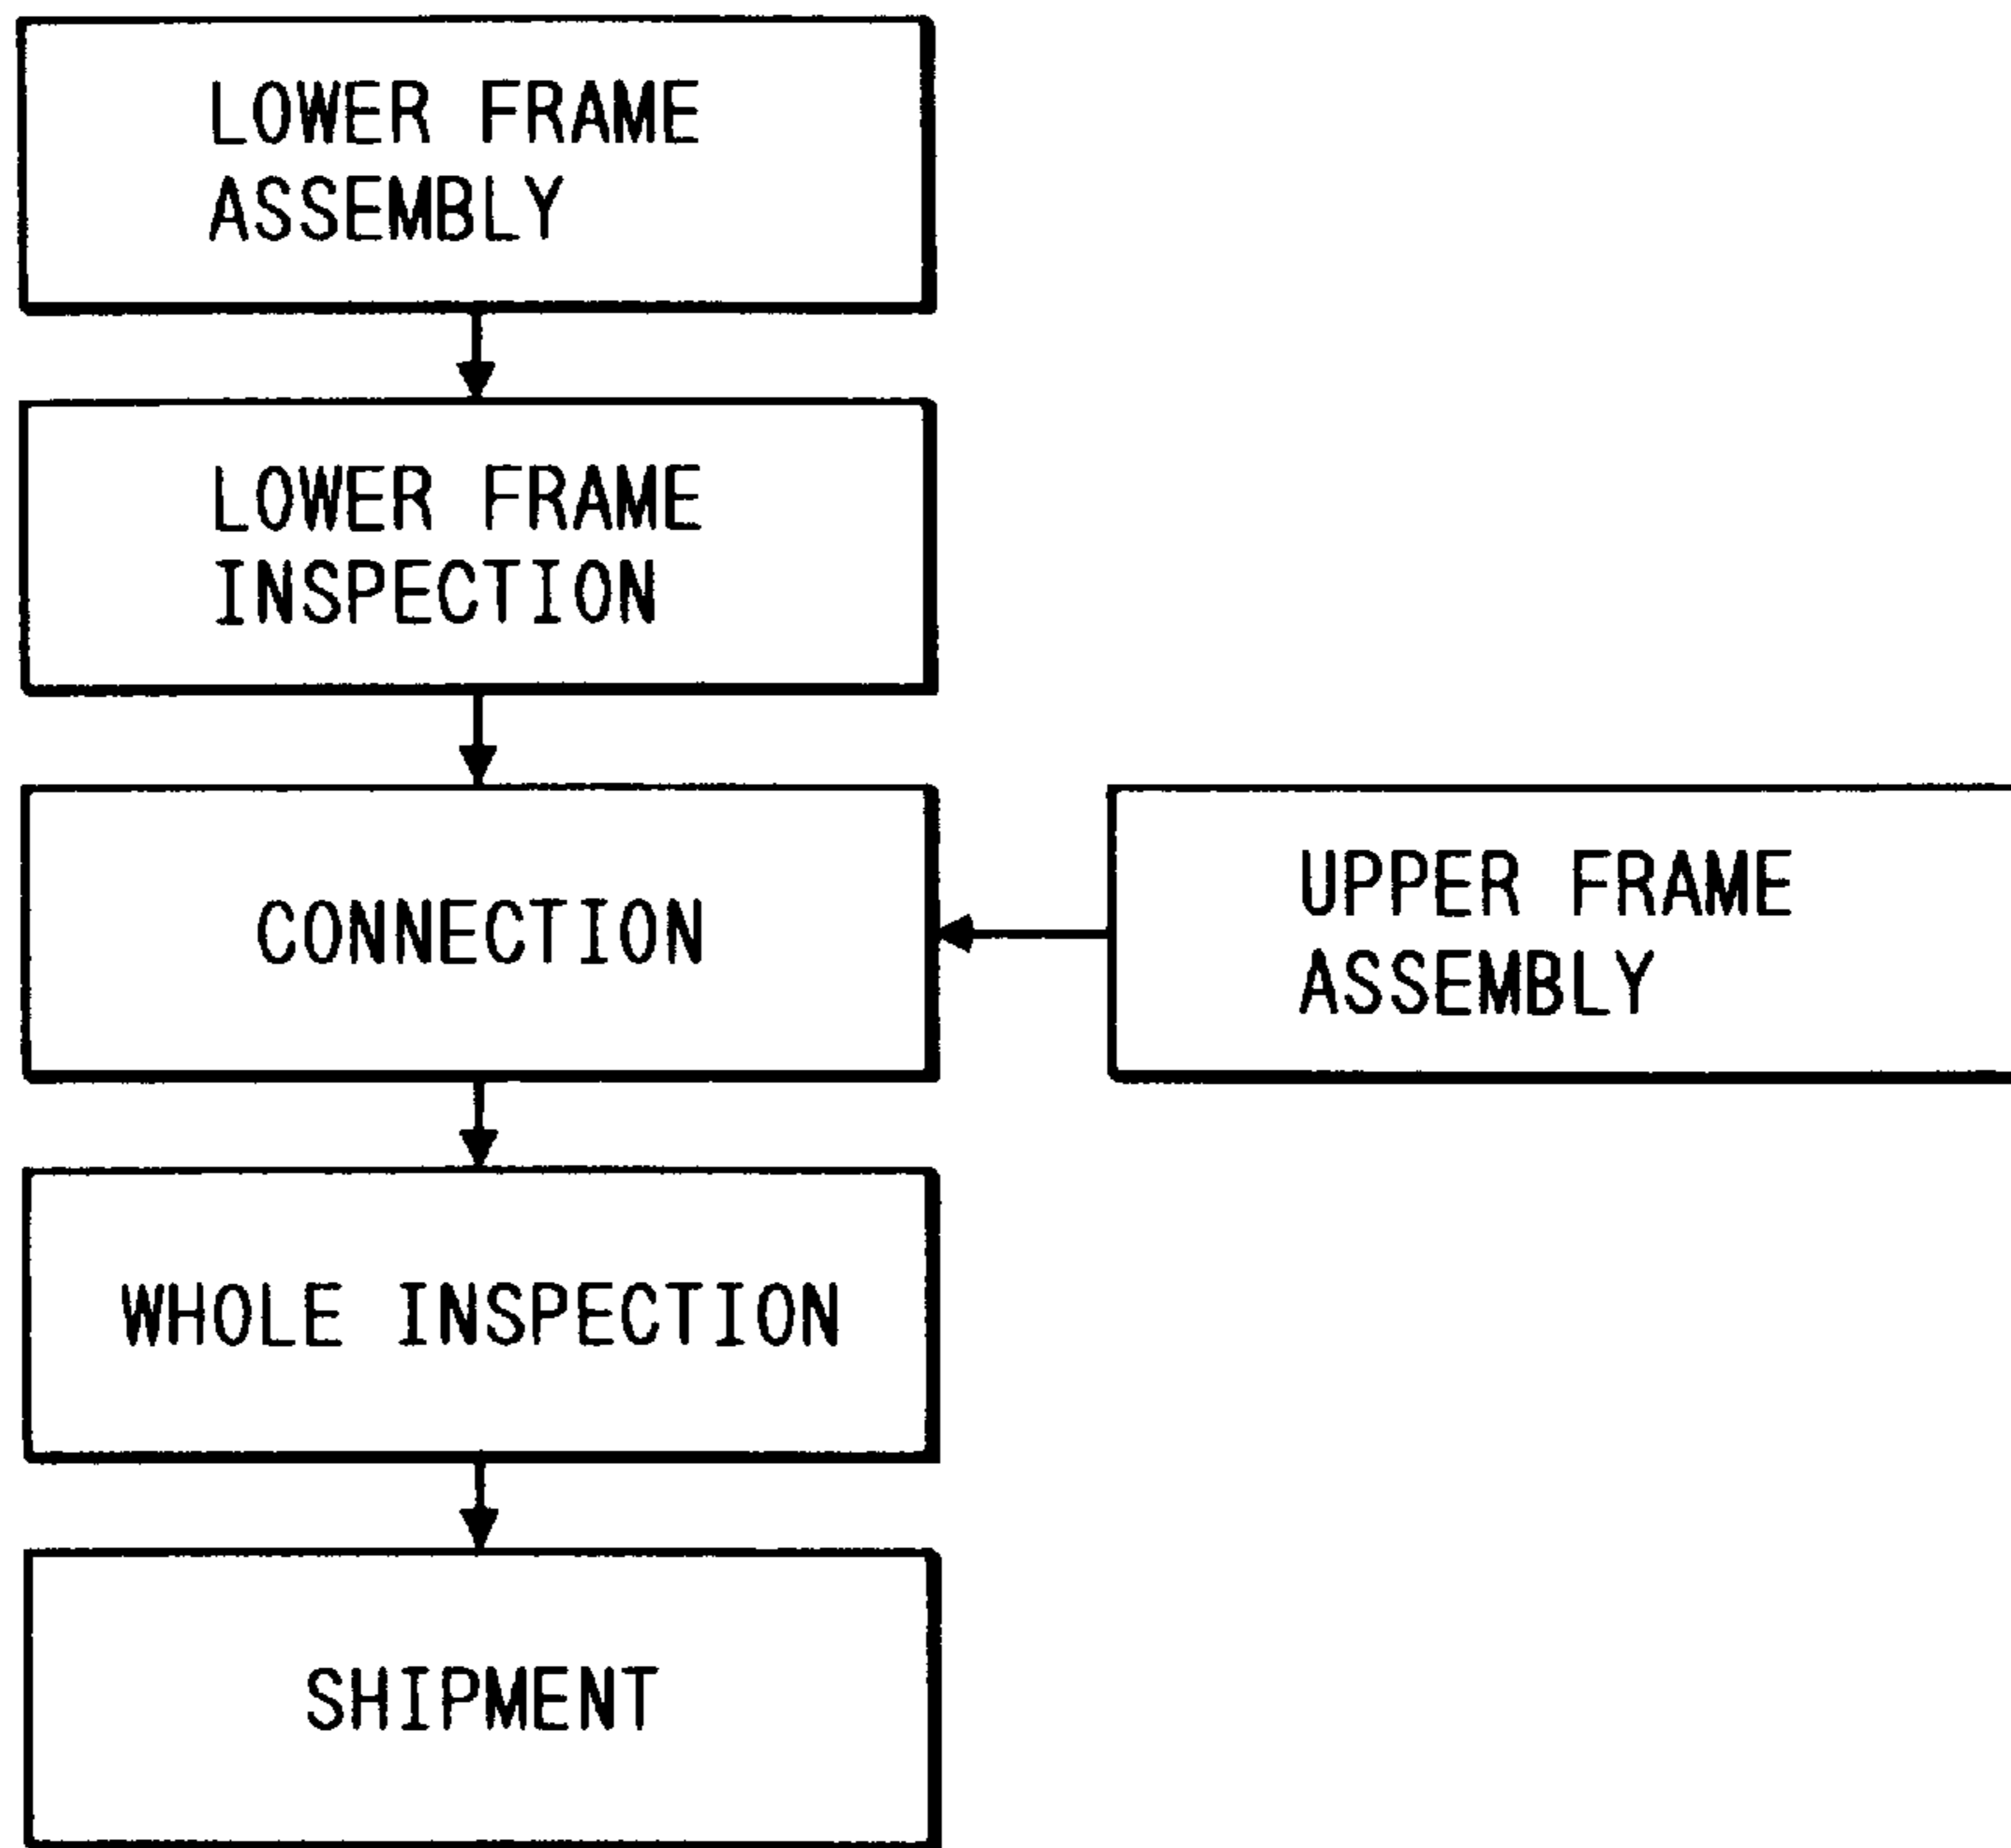 LOWER FRAME
ASSEMBLY
LOWER FRAME
INSPECTION
CONNECTION
UPPER FRAME
ASSEMBLY
WHOLE INSPECTION
SHIPMENT